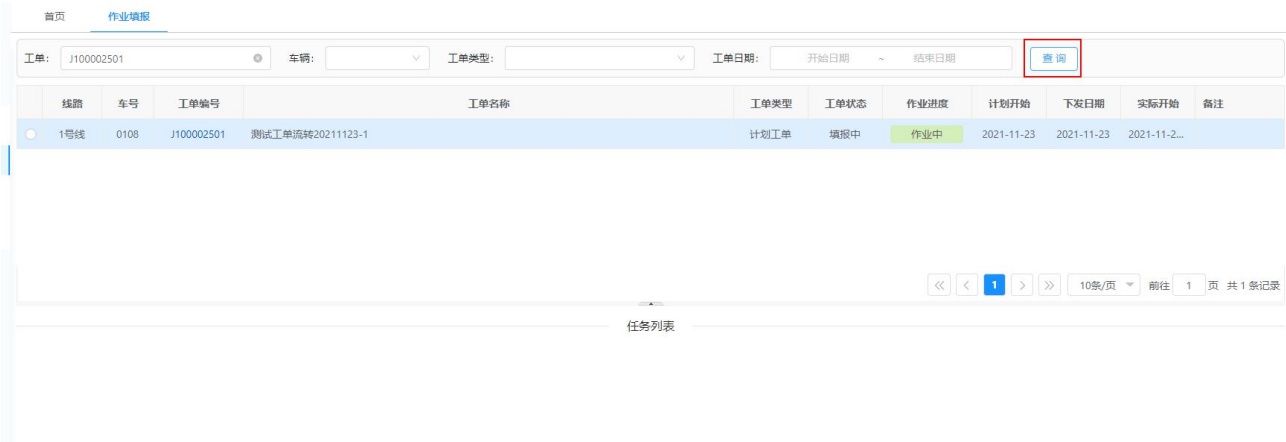 首页 作业填报
工单: J100002501 车辆: 工单类型: 工单日期: 开始日期 ~ 结束日期 查 询
线路 车号 工单编号 工单名称 工单类型 工单状态 作业进度 计划开始 下发日期 实际开始 备注
1号线 0108 J100002501 测试工单流转20211123-1 计划工单 填报中 作业中 2021-11-23 2021-11-23 2021-11-2...
1 10条/页 前往 1 页 共 1 条记录
任务列表